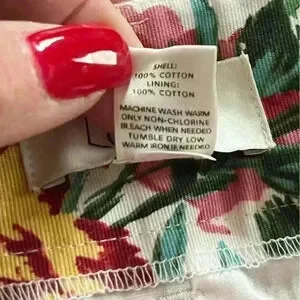 SHELL:
100% COTTON
LINING:
100% COTTON
MACHINE WASH WARM
ONLY NON-CHLORINE
BLEACH WHEN NEEDED
TUMBLE DRY LOW
WARM IRON IF NEEDED